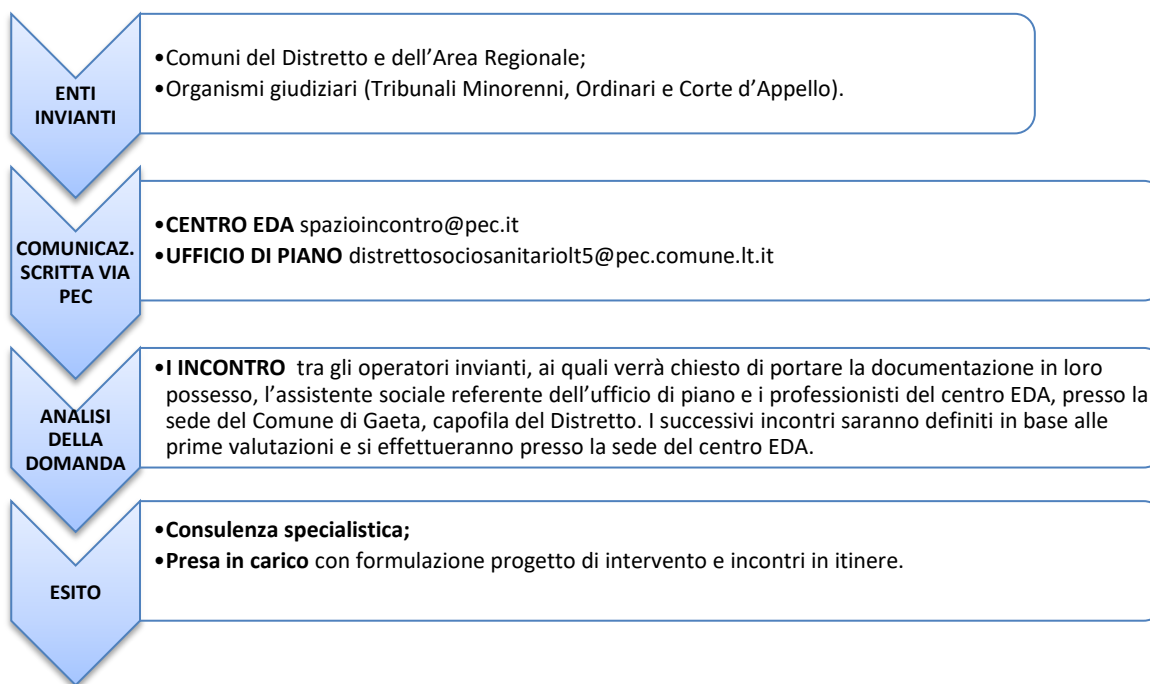 ENTI
INVIANTI
•Comuni del Distretto e dell’Area Regionale;
•Organismi giudiziari (Tribunali Minorenni, Ordinari e Corte d’Appello).
COMUNICAZ.
SCRITTA VIA
PEC
•CENTRO EDA spazioincontro@pec.it
•UFFICIO DI PIANO distrettosociosanitariolt5@pec.comune.lt.it
ANALISI
DELLA
DOMANDA
•I INCONTRO tra gli operatori invianti, ai quali verrà chiesto di portare la documentazione in loro
possesso, l’assistente sociale referente dell’ufficio di piano e i professionisti del centro EDA, presso la
sede del Comune di Gaeta, capofila del Distretto. I successivi incontri saranno definiti in base alle
prime valutazioni e si effettueranno presso la sede del centro EDA.
ESITO
•Consulenza specialistica;
•Presa in carico con formulazione progetto di intervento e incontri in itinere.